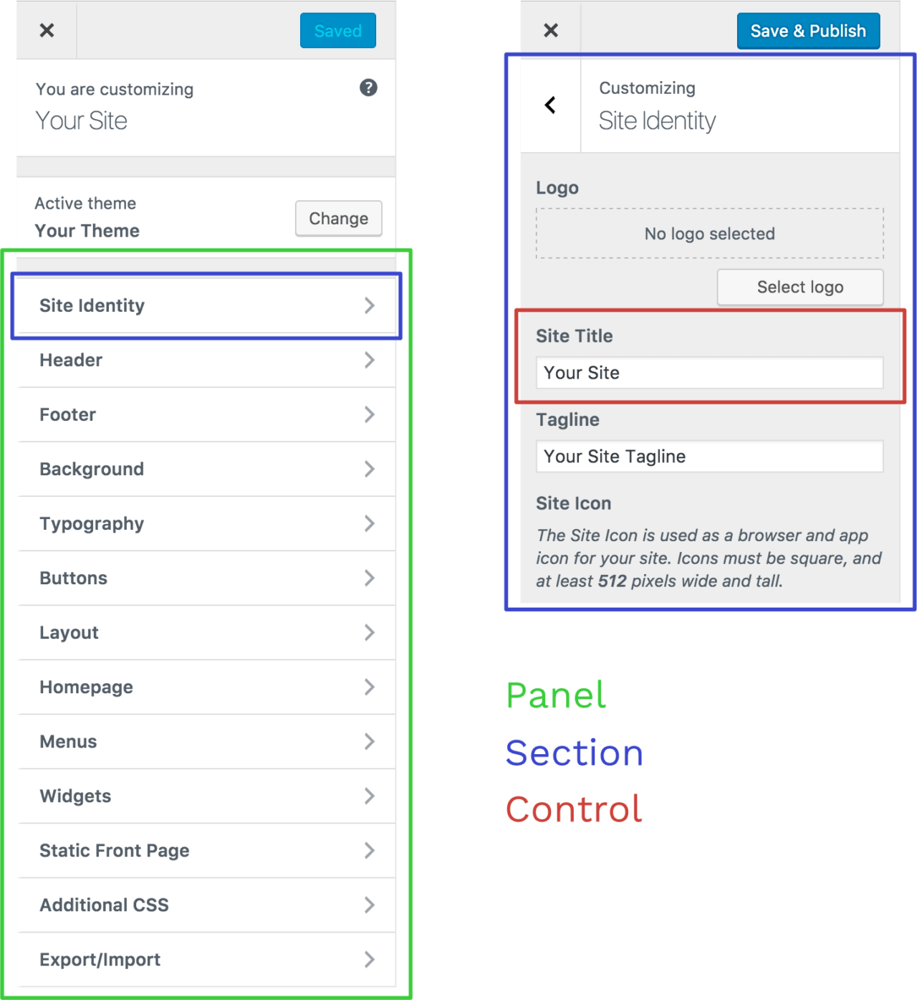 Saved
You are customizing
Your Site
Active theme
Your Theme
Change
Site Identity
Header
Footer
Background
Typography
Buttons
Layout
Homepage
Menus
Widgets
Static Front Page
Additional CSS
Export/Import
Save & Publish
Customizing
Site Identity
Logo
No logo selected
Select logo
Site Title
Your Site
Tagline
Your Site Tagline
Site Icon
The Site Icon is used as a browser and app
icon for your site. Icons must be square, and
at least 512 pixels wide and tall.
Panel
Section
Control